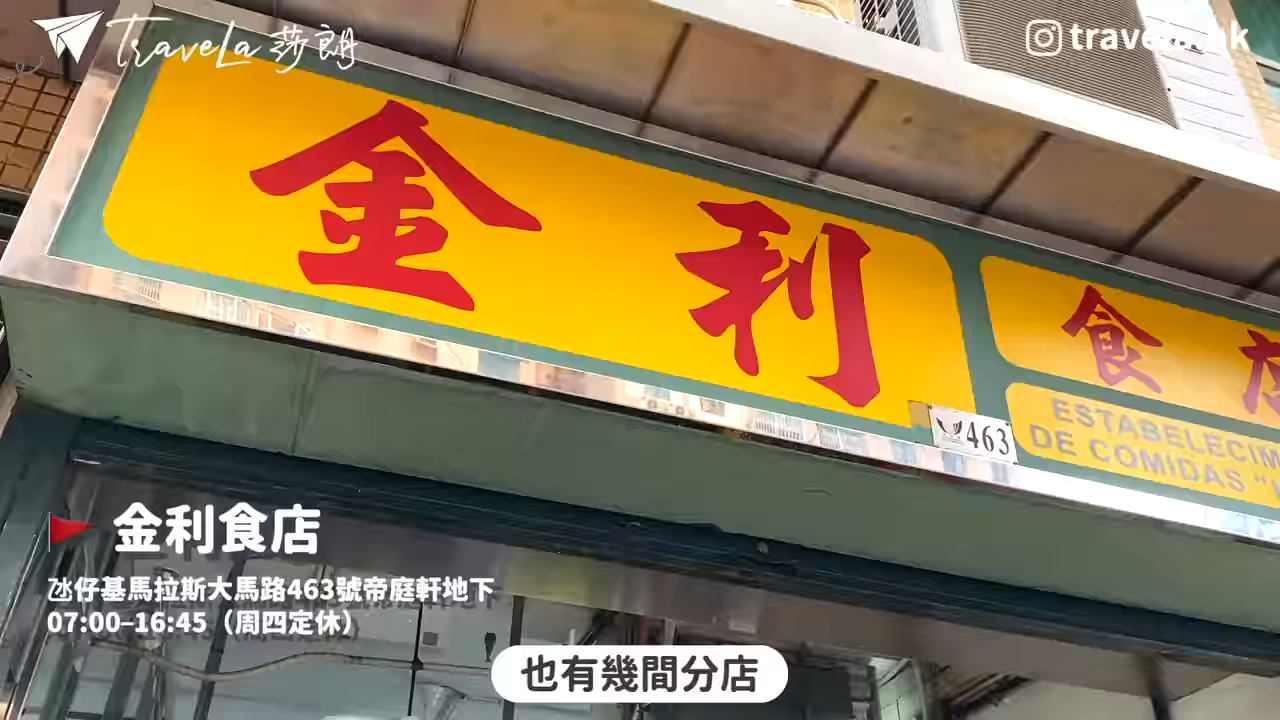 Travela 莎朗
金利
食店
ESTABELECIM
DE COMIDAS "
463
金利食店
氹仔基馬拉斯大馬路463號帝庭軒地下
07:00–16:45（周四定休）
也有幾間分店